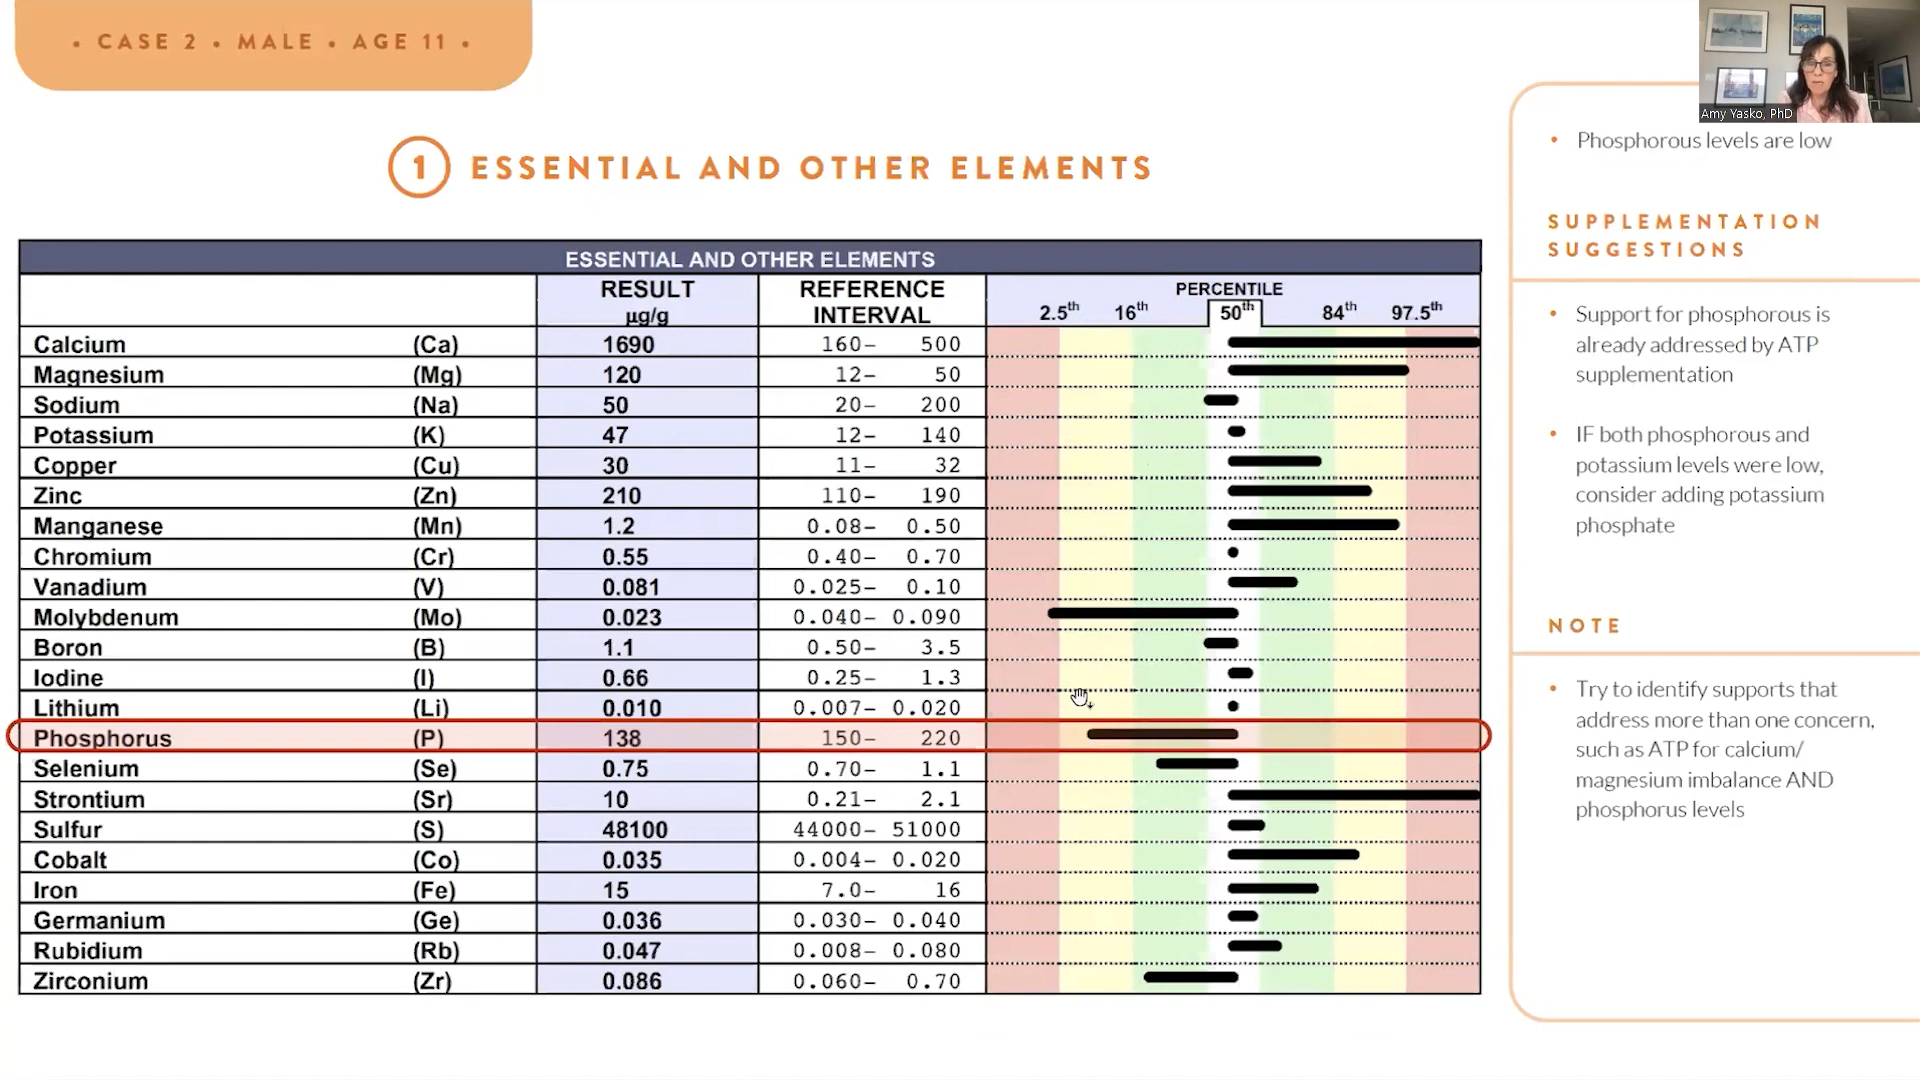 • CASE 2 • MALE • AGE 11 •
Amy Yasko, PhD
1 ESSENTIAL AND OTHER ELEMENTS
ESSENTIAL AND OTHER ELEMENTS
RESULT REFERENCE PERCENTILE
µg/g INTERVAL 2.5th 16th 50th 84th 97.5th
Calcium (Ca) 1690 160- 500
Magnesium (Mg) 120 12- 50
Sodium (Na) 50 20- 200
Potassium (K) 47 12- 140
Copper (Cu) 30 11- 32
Zinc (Zn) 210 110- 190
Manganese (Mn) 1.2 0.08- 0.50
Chromium (Cr) 0.55 0.40- 0.70
Vanadium (V) 0.081 0.025- 0.10
Molybdenum (Mo) 0.023 0.040- 0.090
Boron (B) 1.1 0.50- 3.5
Iodine (I) 0.66 0.25- 1.3
Lithium (Li) 0.010 0.007- 0.020
Phosphorus (P) 138 150- 220
Selenium (Se) 0.75 0.70- 1.1
Strontium (Sr) 10 0.21- 2.1
Sulfur (S) 48100 44000- 51000
Cobalt (Co) 0.035 0.004- 0.020
Iron (Fe) 15 7.0- 16
Germanium (Ge) 0.036 0.030- 0.040
Rubidium (Rb) 0.047 0.008- 0.080
Zirconium (Zr) 0.086 0.060- 0.70
• Phosphorous levels are low
SUPPLEMENTATION
SUGGESTIONS
• Support for phosphorous is
already addressed by ATP
supplementation
• IF both phosphorous and
potassium levels were low,
consider adding potassium
phosphate
NOTE
• Try to identify supports that
address more than one concern,
such as ATP for calcium/
magnesium imbalance AND
phosphorus levels